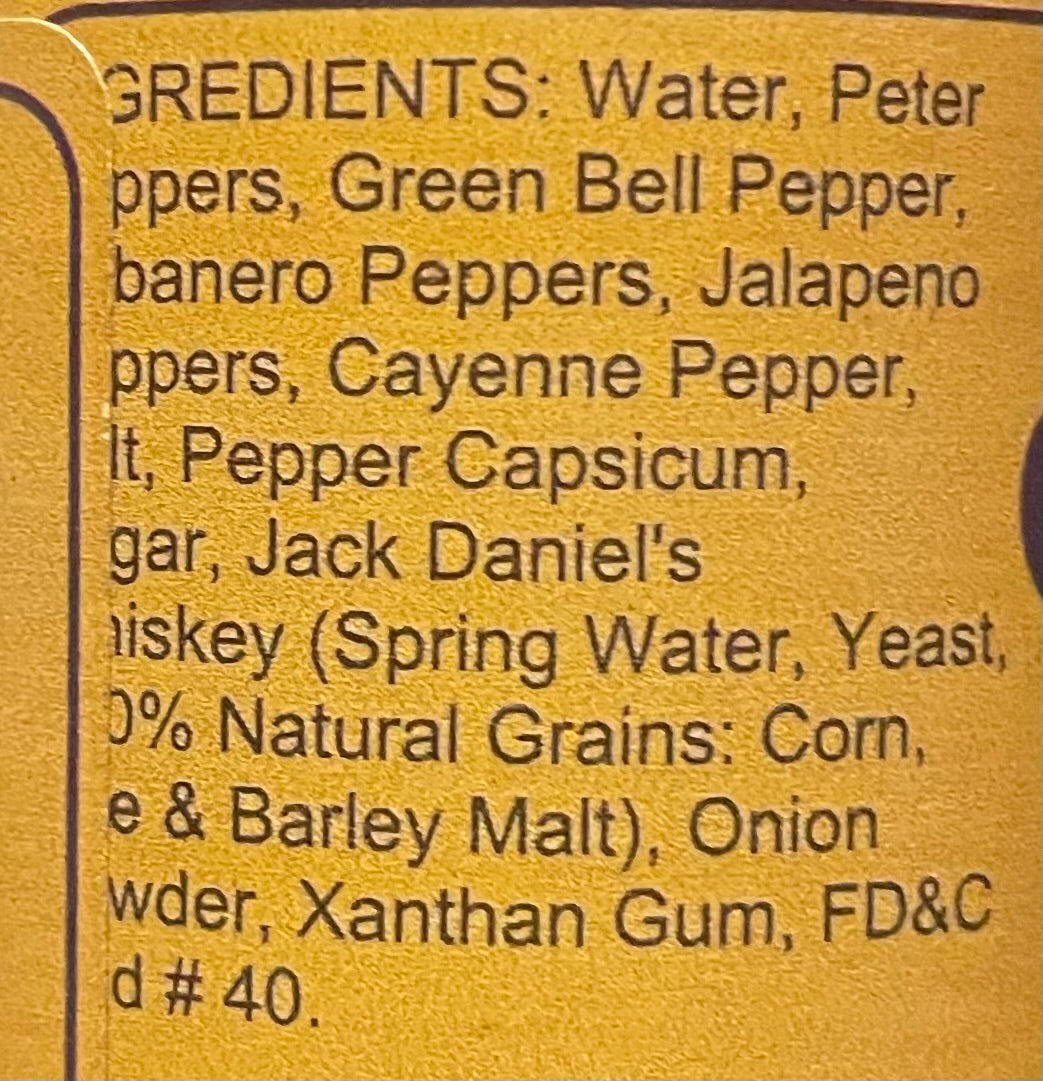 GREDIENTS: Water, Peter
ppers, Green Bell Pepper,
banero Peppers, Jalapeno
ppers, Cayenne Pepper,
lt, Pepper Capsicum,
gar, Jack Daniel's
iskey (Spring Water, Yeast,
0% Natural Grains: Corn,
e & Barley Malt), Onion
wder, Xanthan Gum, FD&C
d # 40.